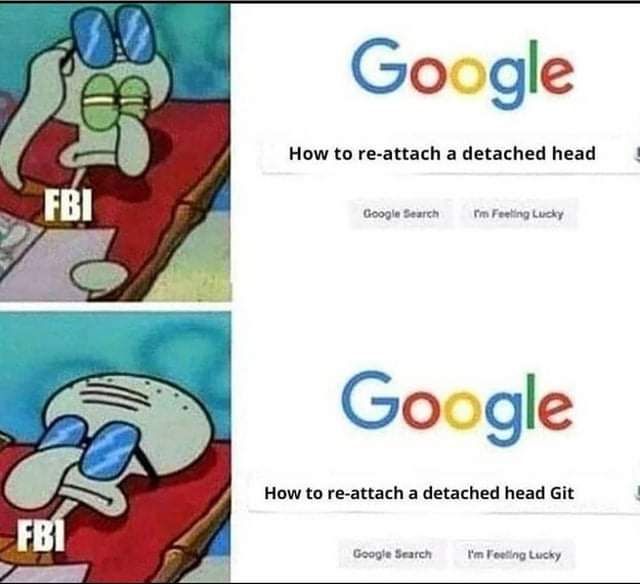 Google
How to re-attach a detached head
FBI
Google Search I'm Feeling Lucky
Google
How to re-attach a detached head Git
FBI
Google Search I'm Feeling Lucky